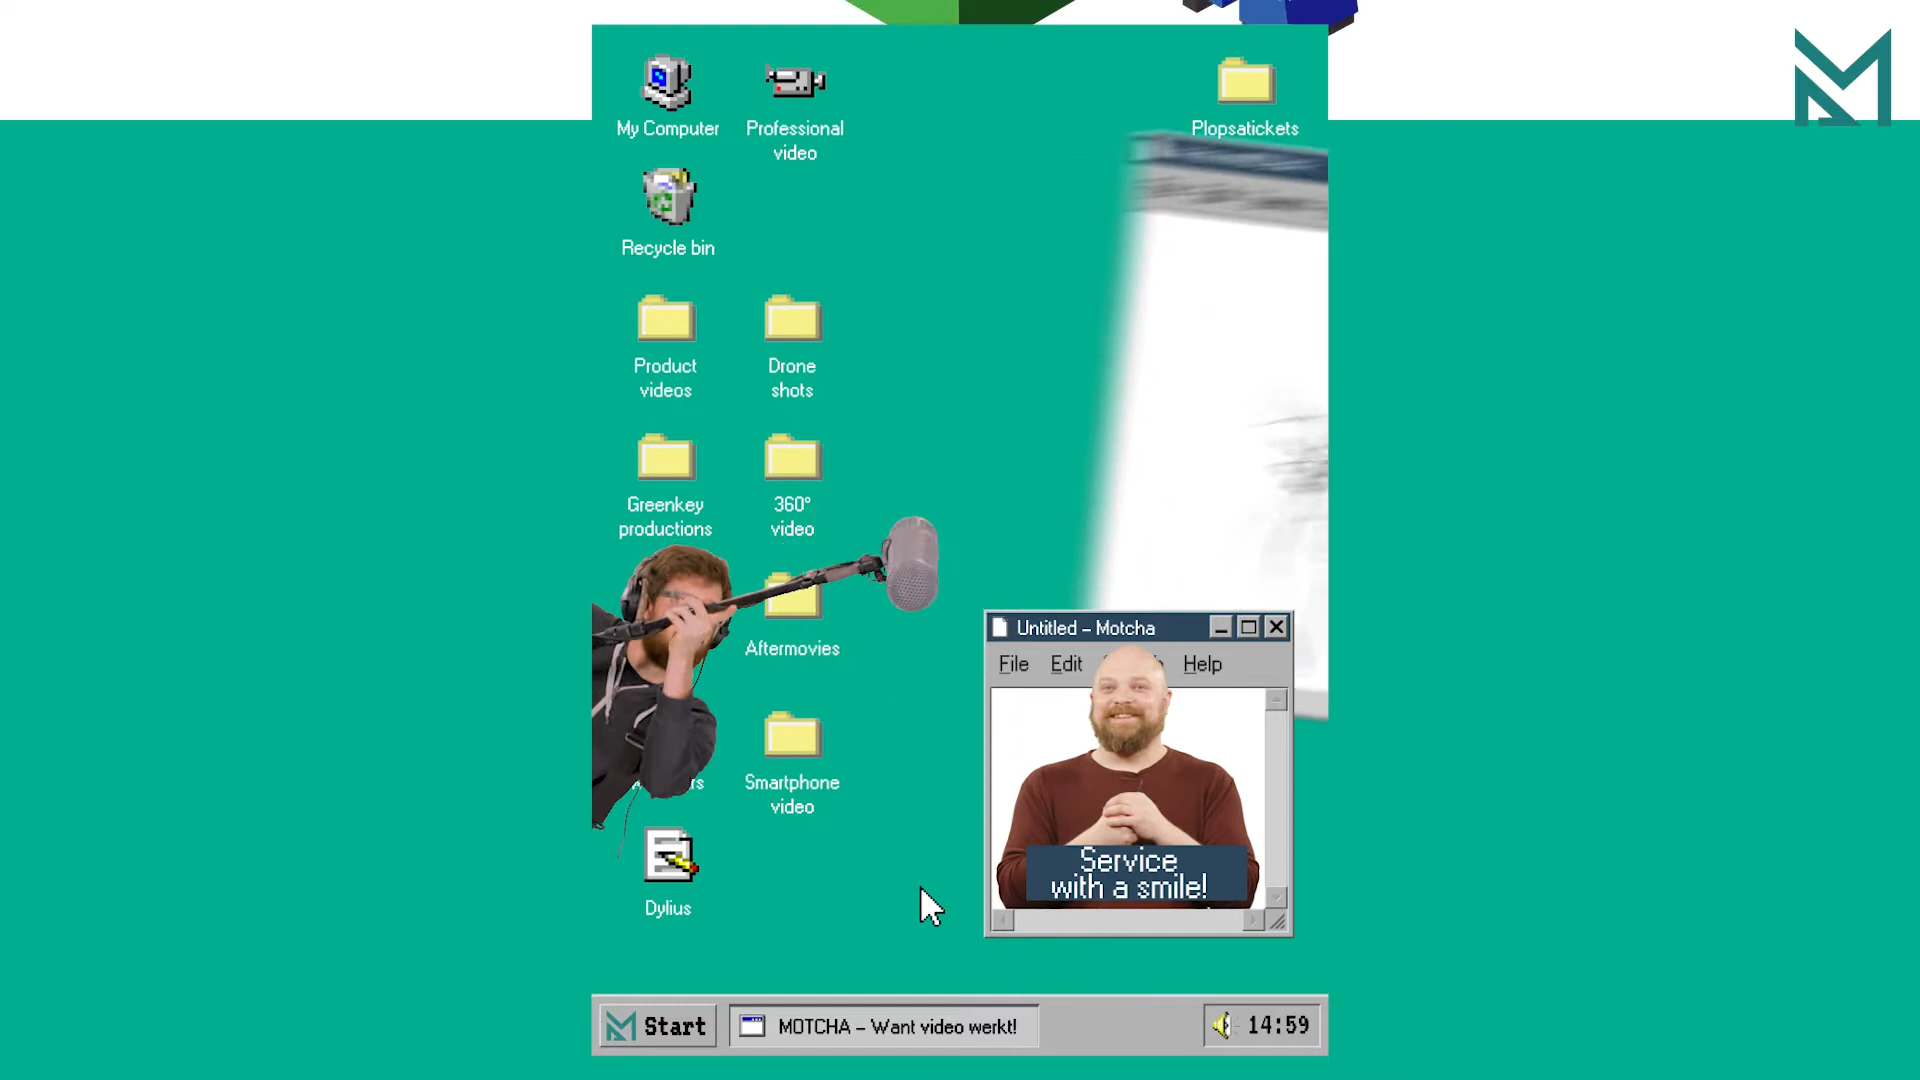 My Computer
Professional
video
Plopsatickets
Recycle bin
Product
videos
Drone
shots
Greenkey
productions
360°
video
Aftermovies
Smartphone
video
Dylius
Untitled – Motcha
File Edit Help
Service
with a smile!
Start
MOTCHA – Want video werkt!
14:59